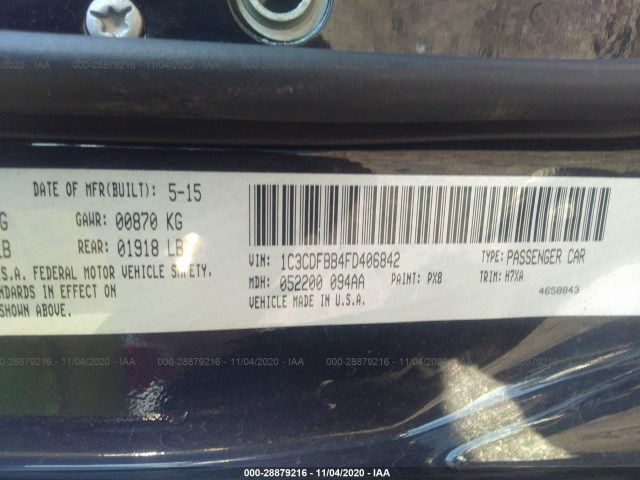 000-28879216 - 11/04/2020 - IAA
DATE OF MFR(BUILT): 5-15
G GAWR: 00870 KG
LB REAR: 01918 LB
.S.A. FEDERAL MOTOR VEHICLE SAFETY,
ANDARDS IN EFFECT ON
SHOWN ABOVE.
VIN: 1C3CDFBB4FD406842 TYPE: PASSENGER CAR
MDH: 052200 094AA PAINT: PX8 TRIM: H7XA
VEHICLE MADE IN U.S.A. 4658843
000-28879216 - 11/04/2020 - IAA
000-28879216 - 11/04/2020 - IAA